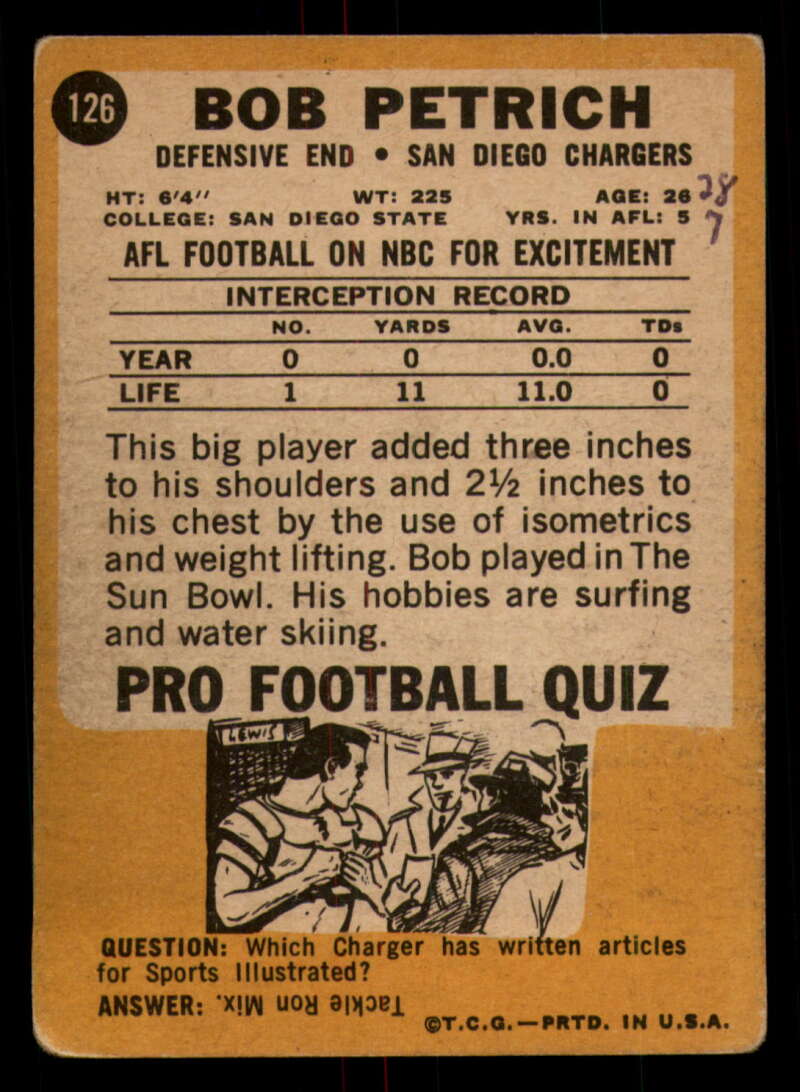 126
BOB PETRICH
DEFENSIVE END • SAN DIEGO CHARGERS
HT: 6'4" WT: 225 AGE: 26 28
COLLEGE: SAN DIEGO STATE YRS. IN AFL: 5 7
AFL FOOTBALL ON NBC FOR EXCITEMENT
INTERCEPTION RECORD
NO. YARDS AVG. TDs
YEAR 0 0 0.0 0
LIFE 1 11 11.0 0
This big player added three inches
to his shoulders and 2½ inches to
his chest by the use of isometrics
and weight lifting. Bob played in The
Sun Bowl. His hobbies are surfing
and water skiing.
PRO FOOTBALL QUIZ
LEWIS
QUESTION: Which Charger has written articles
for Sports Illustrated?
ANSWER: Tackle Ron Mix.
©T.C.G.—PRTD. IN U.S.A.